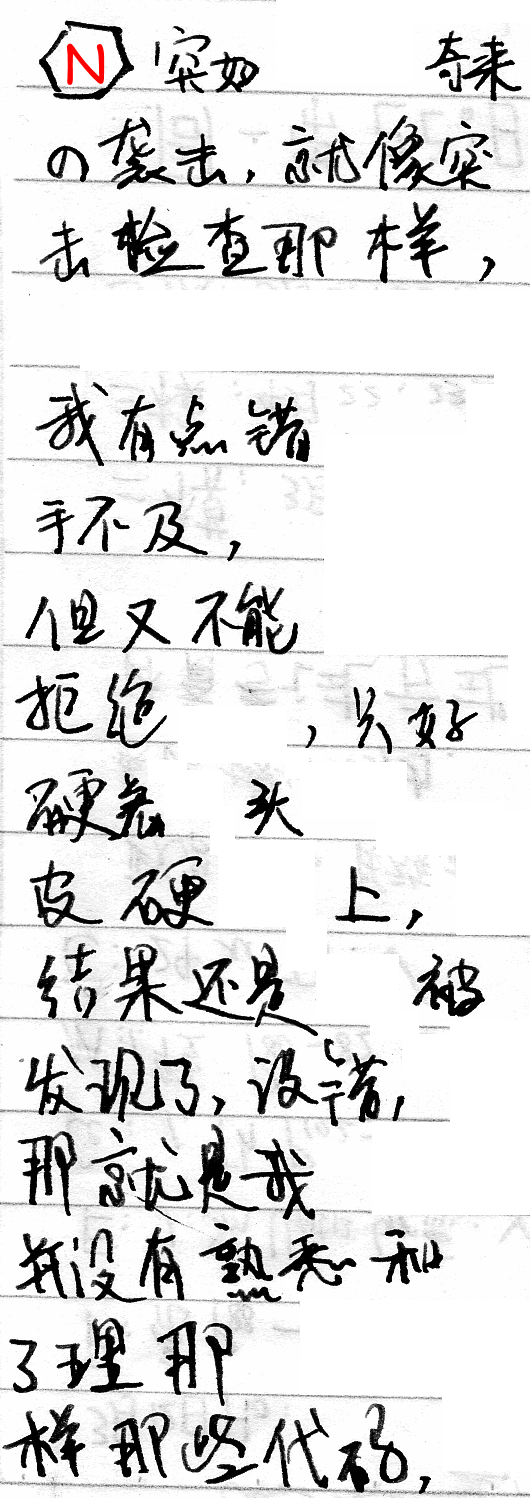 N 突如 奇来
の袭击,就像突
击检查那样,
我有点错
手不及,
但又不能
拒绝,只好
硬着头
皮硬上,
结果还是被
发现了,没错,
那就是我
并没有熟悉和
了理那
样那些代码,